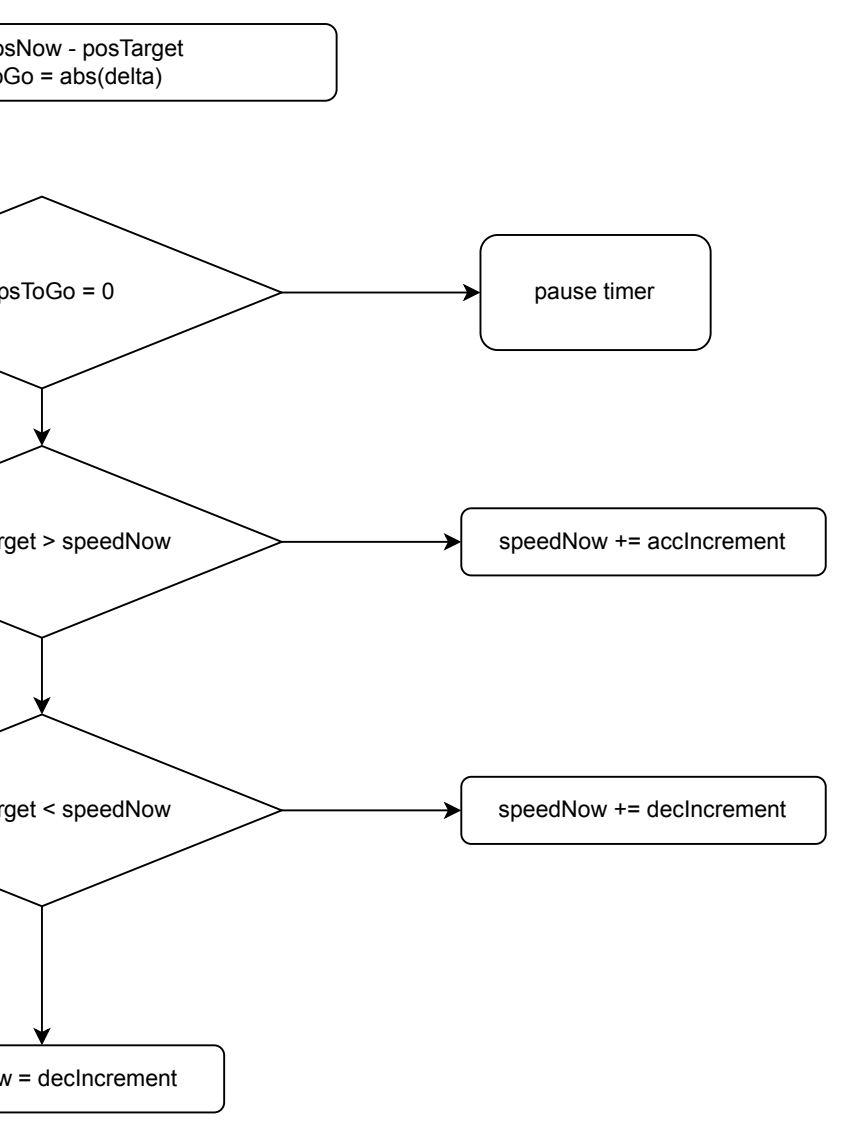 osNow - posTarget
oGo = abs(delta)
psToGo = 0
pause timer
rget > speedNow
speedNow += accIncrement
rget < speedNow
speedNow += decIncrement
w = decIncrement